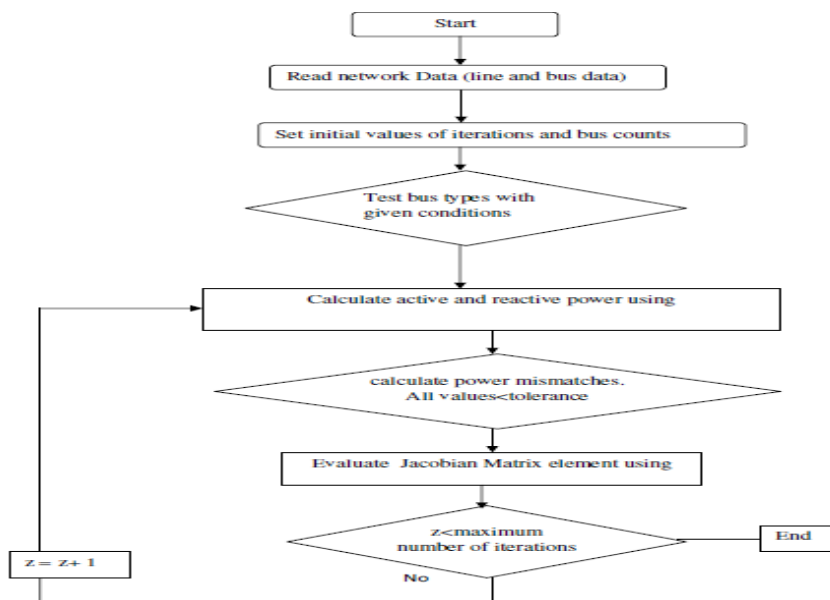 Start
Read network Data (line and bus data)
Set initial values of iterations and bus counts
Test bus types with
given conditions
Calculate active and reactive power using
calculate power mismatches.
All values<tolerance
Evaluate Jacobian Matrix element using
z<maximum
number of iterations
End
z = z+ 1
No